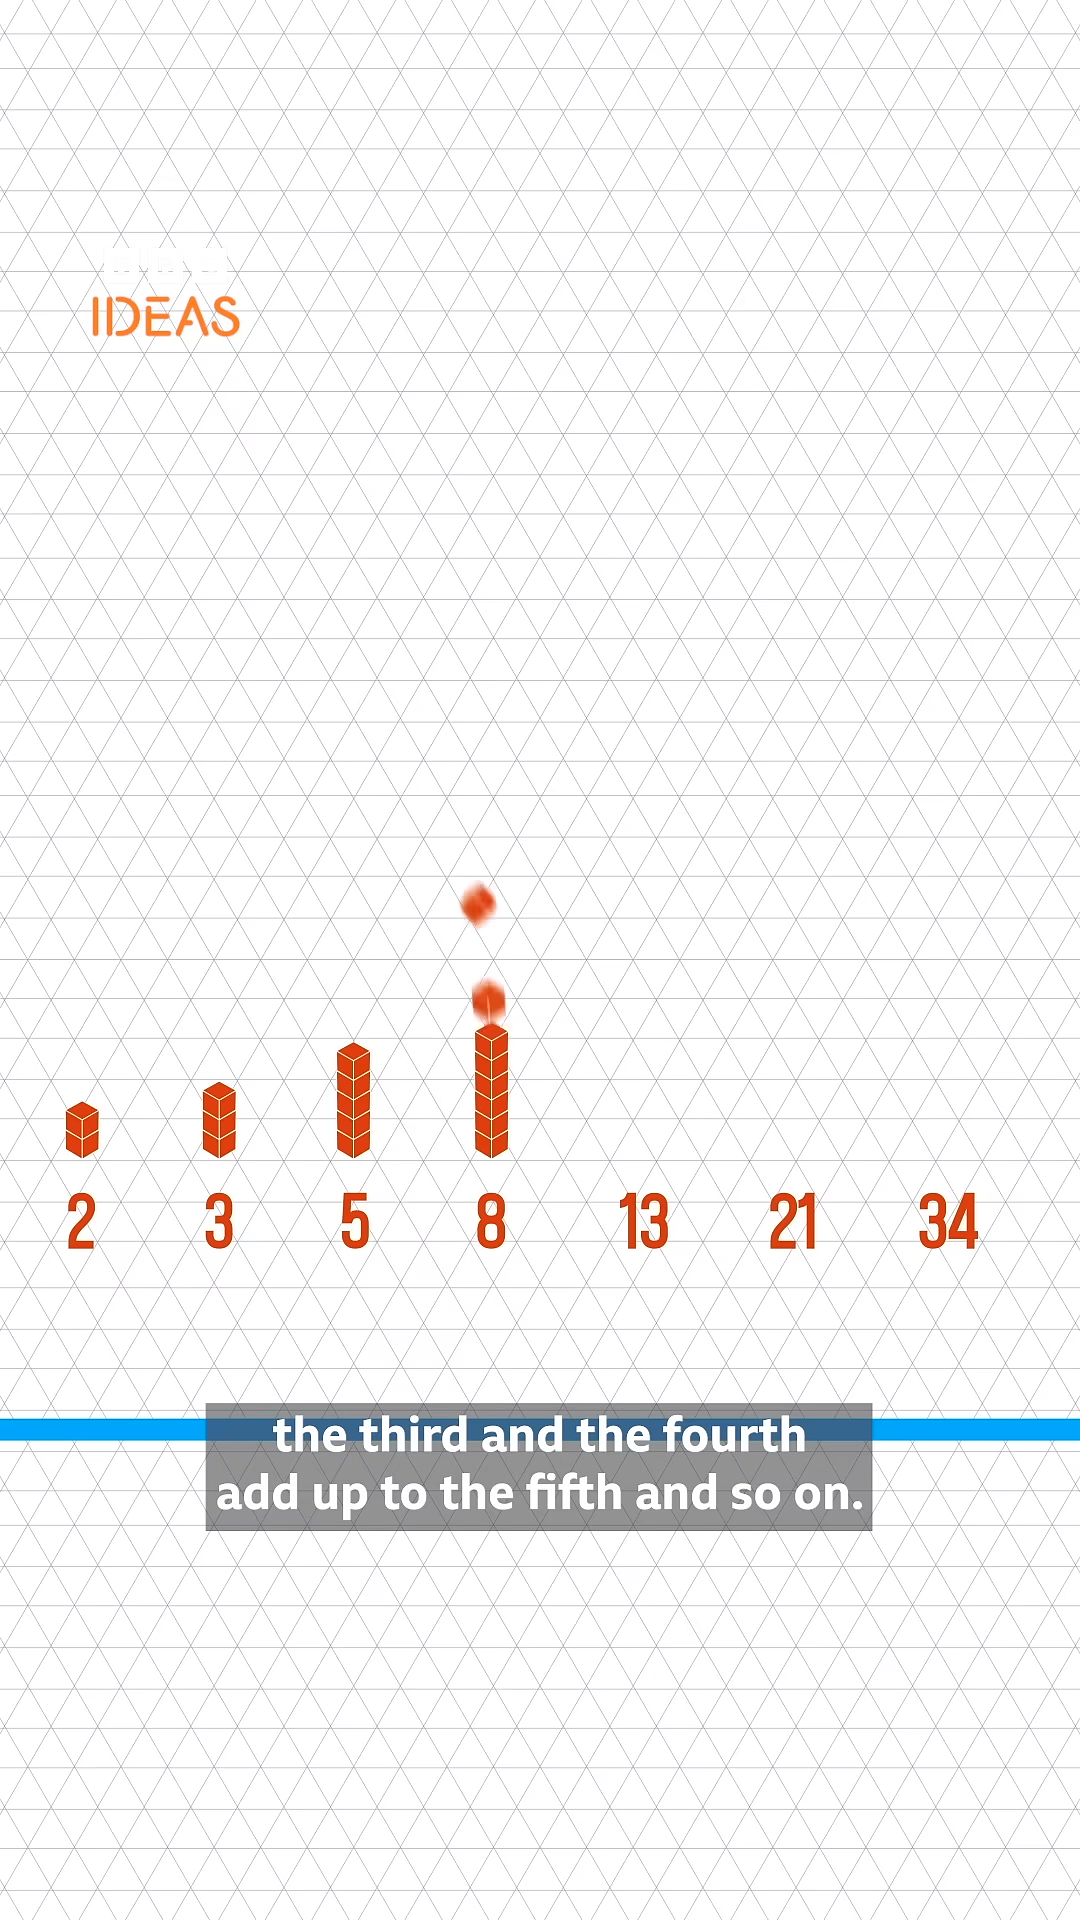 IDEAS
2 3 5 8 13 21 34
the third and the fourth
add up to the fifth and so on.